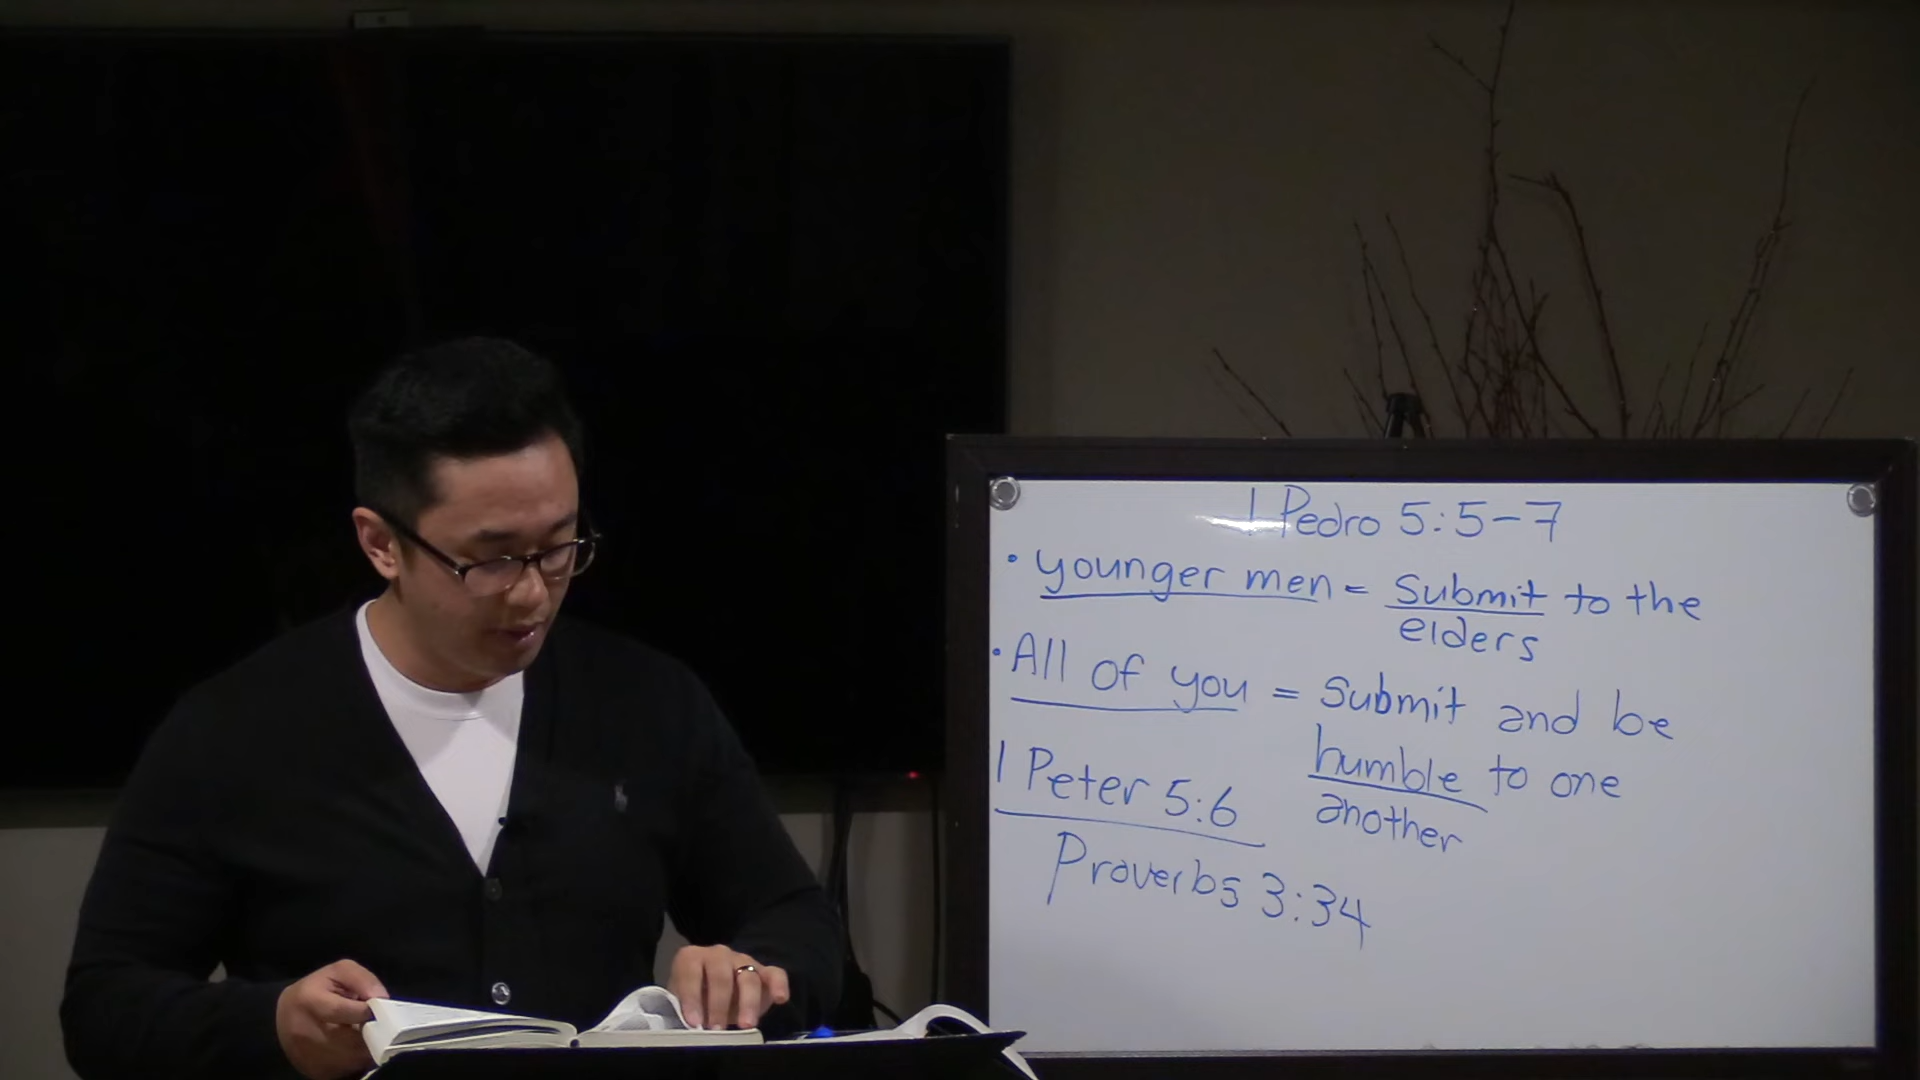 1 Pedro 5:5-7
• younger men = submit to the
elders
• All of you = submit and be
humble to one
another
1 Peter 5:6
Proverbs 3:34